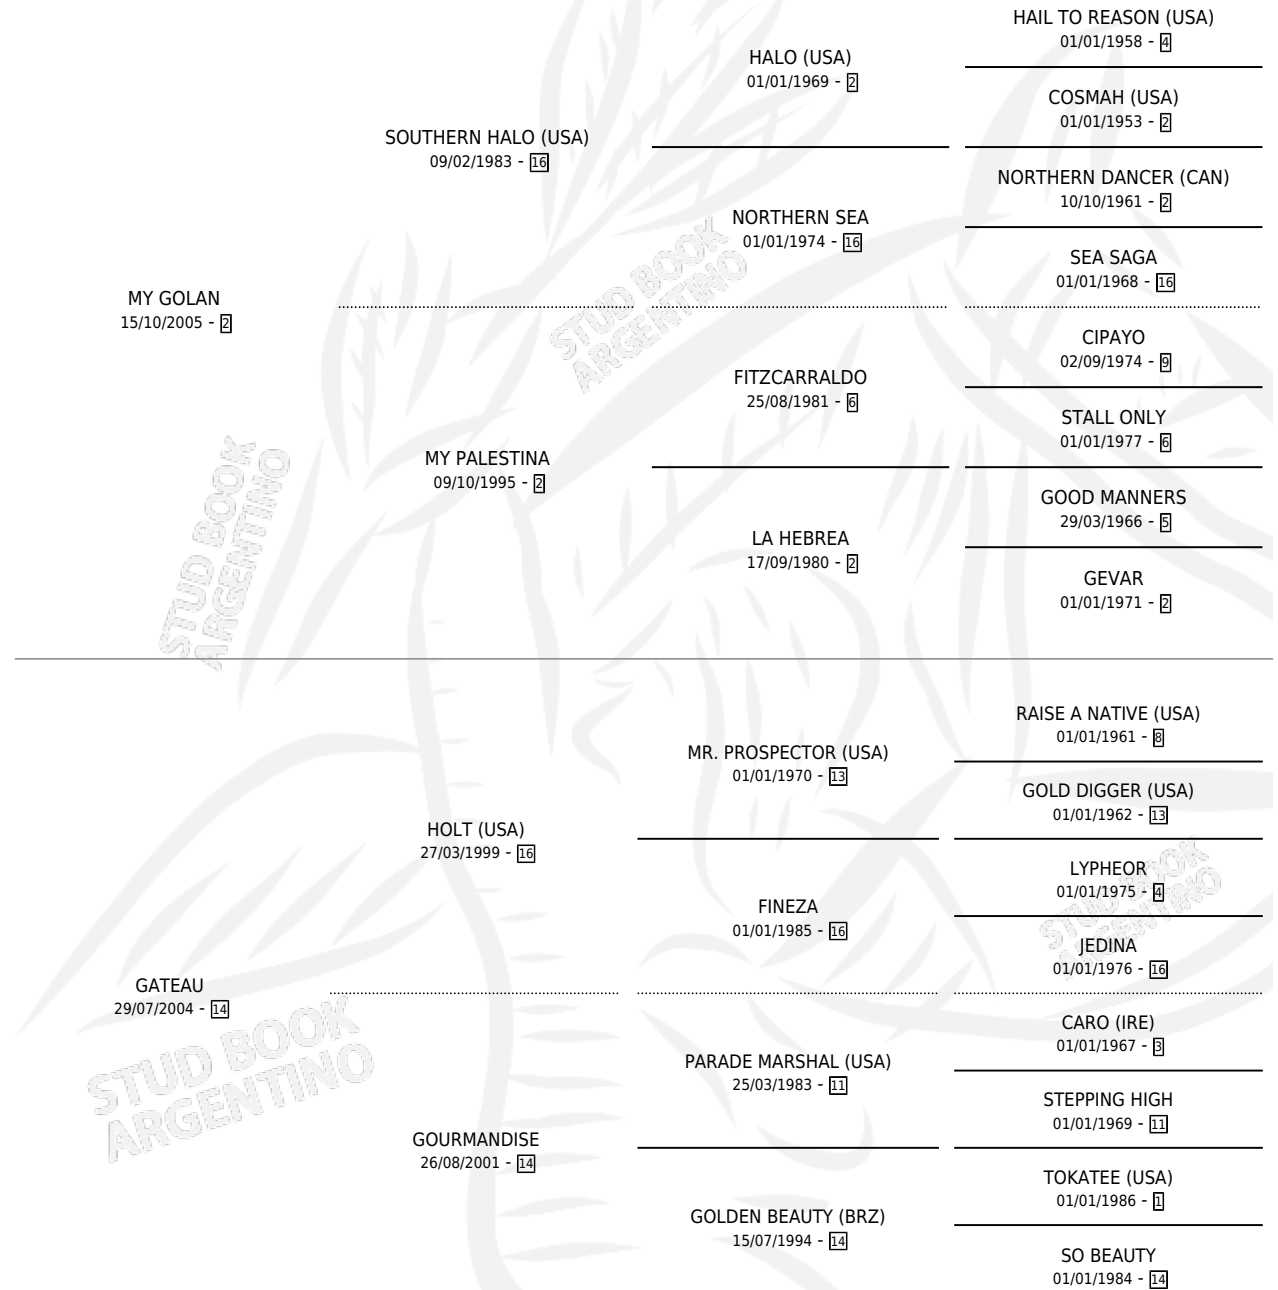 HAIL TO REASON (USA)
01/01/1958 - 4
HALO (USA)
01/01/1969 - 2
COSMAH (USA)
01/01/1953 - 2
SOUTHERN HALO (USA)
09/02/1983 - 16
NORTHERN DANCER (CAN)
10/10/1961 - 2
NORTHERN SEA
01/01/1974 - 16
SEA SAGA
01/01/1968 - 16
MY GOLAN
15/10/2005 - 2
CIPAYO
02/09/1974 - 9
FITZCARRALDO
25/08/1981 - 6
STALL ONLY
01/01/1977 - 6
MY PALESTINA
09/10/1995 - 2
GOOD MANNERS
29/03/1966 - 5
LA HEBREA
17/09/1980 - 2
GEVAR
01/01/1971 - 2
STUD BOOK
ARGENTINO
STUD BOOK
ARGENTINO
RAISE A NATIVE (USA)
01/01/1961 - 8
MR. PROSPECTOR (USA)
01/01/1970 - 13
GOLD DIGGER (USA)
01/01/1962 - 13
HOLT (USA)
27/03/1999 - 16
LYPHEOR
01/01/1975 - 4
FINEZA
01/01/1985 - 16
JEDINA
01/01/1976 - 16
GATEAU
29/07/2004 - 14
CARO (IRE)
01/01/1967 - 3
PARADE MARSHAL (USA)
25/03/1983 - 11
STEPPING HIGH
01/01/1969 - 11
GOURMANDISE
26/08/2001 - 14
TOKATEE (USA)
01/01/1986 - 1
GOLDEN BEAUTY (BRZ)
15/07/1994 - 14
SO BEAUTY
01/01/1984 - 14
STUD BOOK
ARGENTINO
STUD BOOK
ARGENTINO